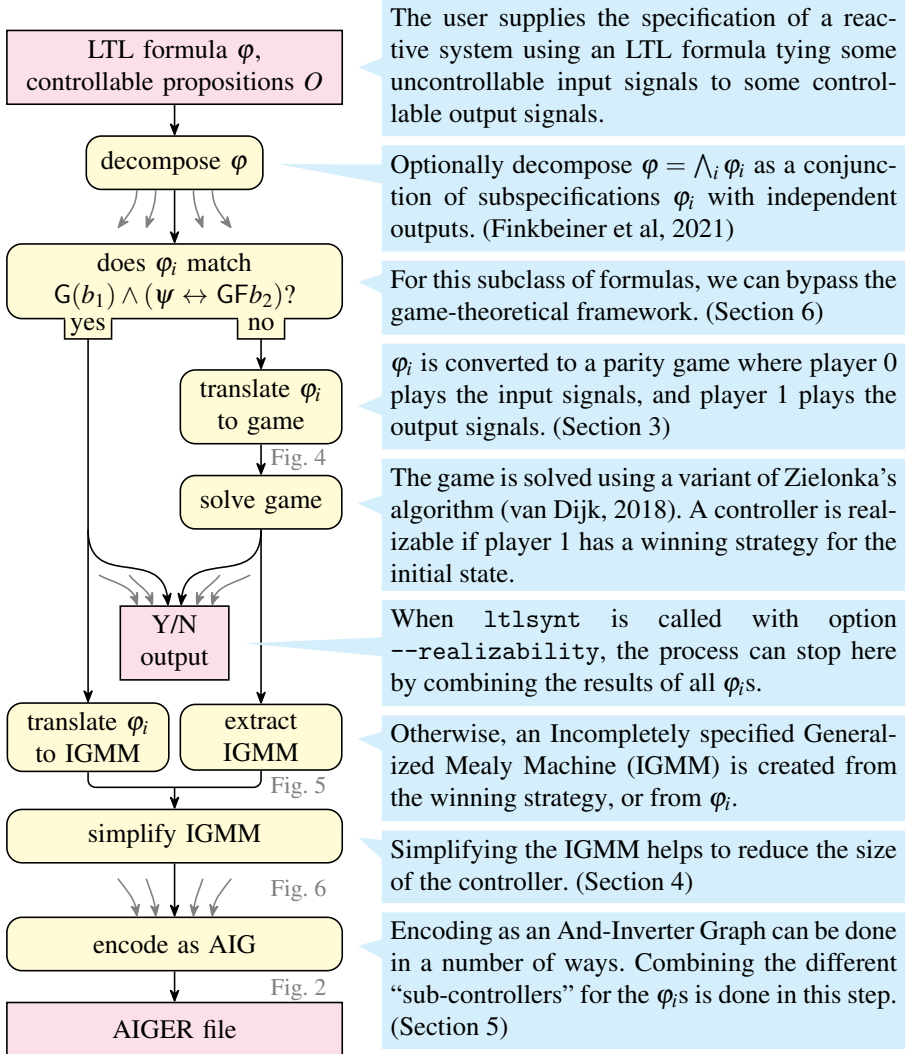 LTL formula φ,
controllable propositions O
The user supplies the specification of a reac-
tive system using an LTL formula tying some
uncontrollable input signals to some control-
lable output signals.
decompose φ
Optionally decompose φ = ⋀ᵢ φᵢ as a conjunc-
tion of subspecifications φᵢ with independent
outputs. (Finkbeiner et al, 2021)
does φᵢ match
G(b₁) ∧ (ψ ↔ GFb₂)?
yes
no
For this subclass of formulas, we can bypass the
game-theoretical framework. (Section 6)
translate φᵢ
to game
Fig. 4
φᵢ is converted to a parity game where player 0
plays the input signals, and player 1 plays the
output signals. (Section 3)
solve game
The game is solved using a variant of Zielonka’s
algorithm (van Dijk, 2018). A controller is real-
izable if player 1 has a winning strategy for the
initial state.
Y/N
output
When ltlsynt is called with option
--realizability, the process can stop here
by combining the results of all φᵢs.
translate φᵢ
to IGMM
extract
IGMM
Fig. 5
Otherwise, an Incompletely specified General-
ized Mealy Machine (IGMM) is created from
the winning strategy, or from φᵢ.
simplify IGMM
Fig. 6
Simplifying the IGMM helps to reduce the size
of the controller. (Section 4)
encode as AIG
Fig. 2
Encoding as an And-Inverter Graph can be done
in a number of ways. Combining the different
“sub-controllers” for the φᵢs is done in this step.
(Section 5)
AIGER file